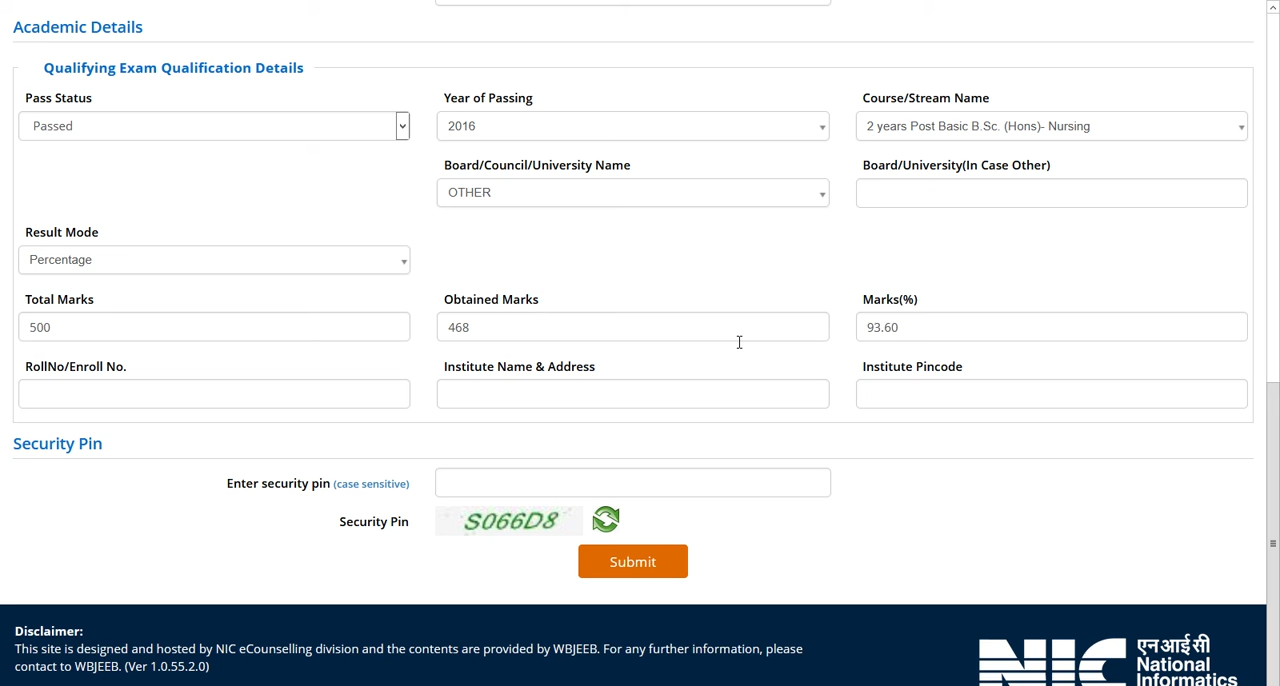 Academic Details
Qualifying Exam Qualification Details
Pass Status
Year of Passing
Course/Stream Name
Passed
2016
2 years Post Basic B.Sc. (Hons)- Nursing
Board/Council/University Name
Board/University(In Case Other)
OTHER
Result Mode
Percentage
Total Marks
Obtained Marks
Marks(%)
500
468
93.60
RollNo/Enroll No.
Institute Name & Address
Institute Pincode
Security Pin
Enter security pin (case sensitive)
Security Pin
S066D8
Submit
Disclaimer:
This site is designed and hosted by NIC eCounselling division and the contents are provided by WBJEEB. For any further information, please
contact to WBJEEB. (Ver 1.0.55.2.0)
NIC
एनआईसी
National
Informatics